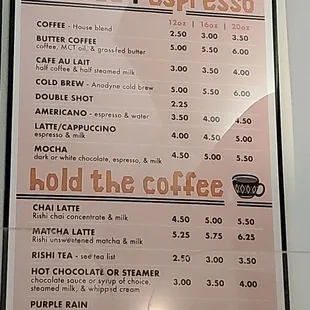 espresso
12oz | 16oz | 20oz
COFFEE - House blend 2.50 3.00 3.50
BUTTER COFFEE
coffee, MCT oil, & grass-fed butter 5.00 5.50 6.00
CAFE AU LAIT
half coffee & half steamed milk 3.00 3.50 4.00
COLD BREW - Anodyne cold brew 5.00 5.50 6.00
DOUBLE SHOT 2.25
AMERICANO - espresso & water 3.50 4.00 4.50
LATTE/CAPPUCCINO
espresso & milk 4.00 4.50 5.00
MOCHA
dark or white chocolate, espresso, & milk 4.50 5.00 5.50
hold the coffee
CHAI LATTE
Rishi chai concentrate & milk 4.50 5.00 5.50
MATCHA LATTE
Rishi unsweetened matcha & milk 5.25 5.75 6.25
RISHI TEA - see tea list 2.50 3.00 3.50
HOT CHOCOLATE OR STEAMER
chocolate sauce or syrup of choice,
steamed milk, & whipped cream 3.00 3.50 4.00
PURPLE RAIN